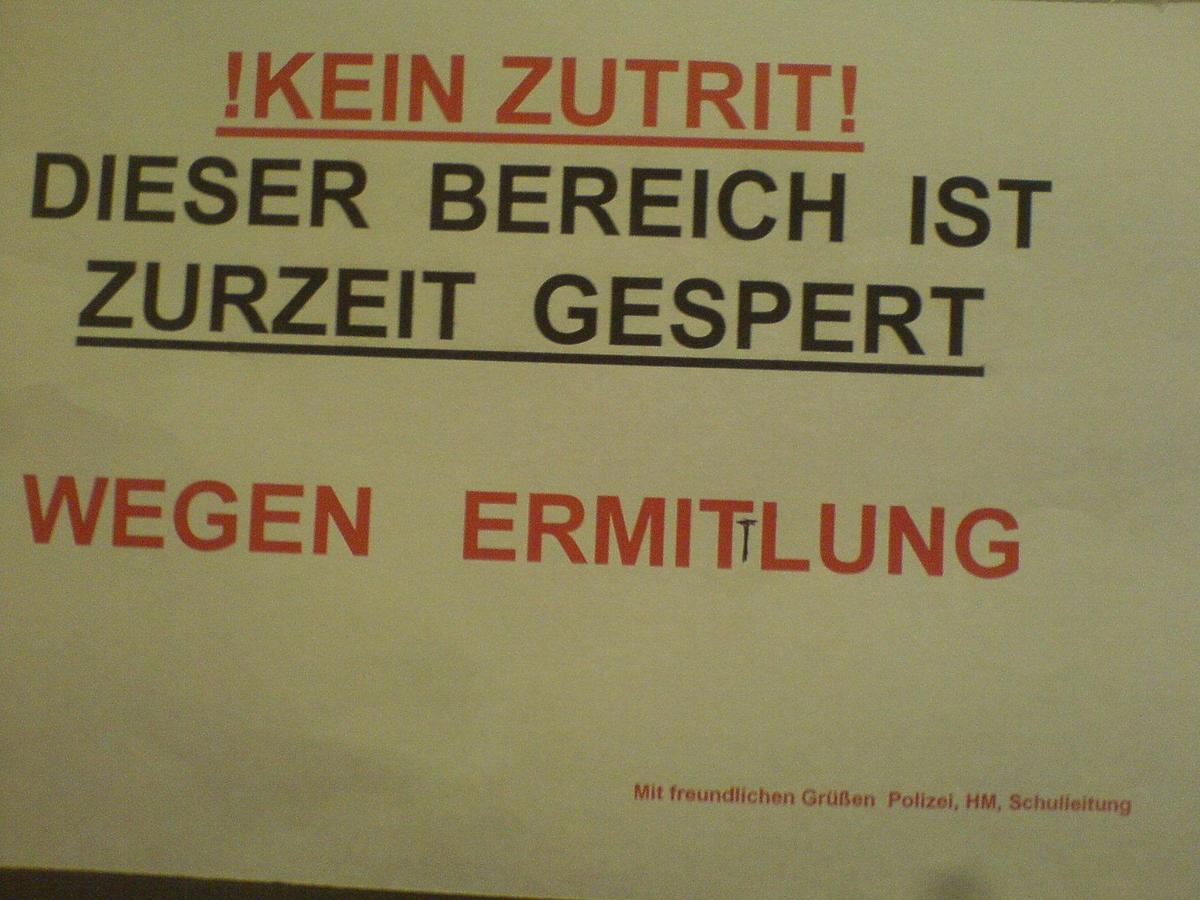 !KEIN ZUTRIT!
DIESER BEREICH IST
ZURZEIT GESPERT
WEGEN ERMITTLUNG
Mit freundlichen Grüßen Polizei, HM, Schulleitung